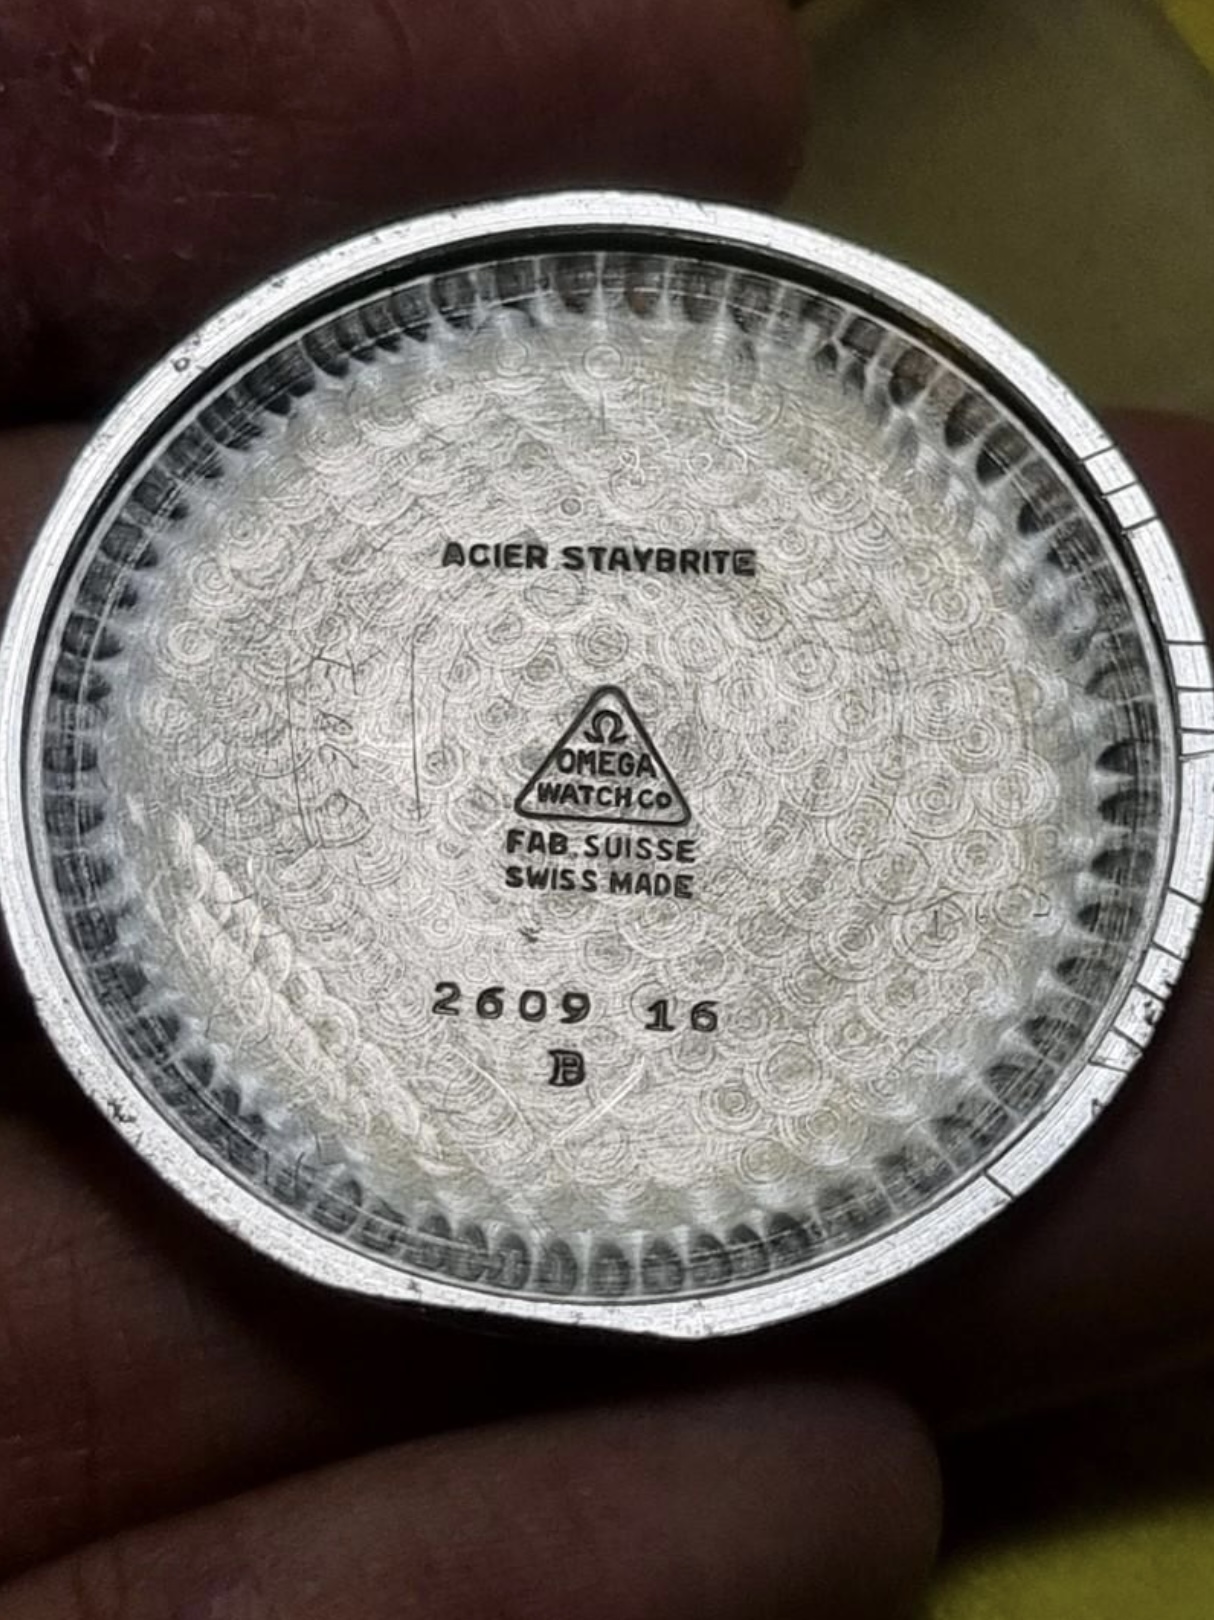 ACIER STAYBRITE
Ω
OMEGA
WATCH CO
FAB. SUISSE
SWISS MADE
2609 16
B